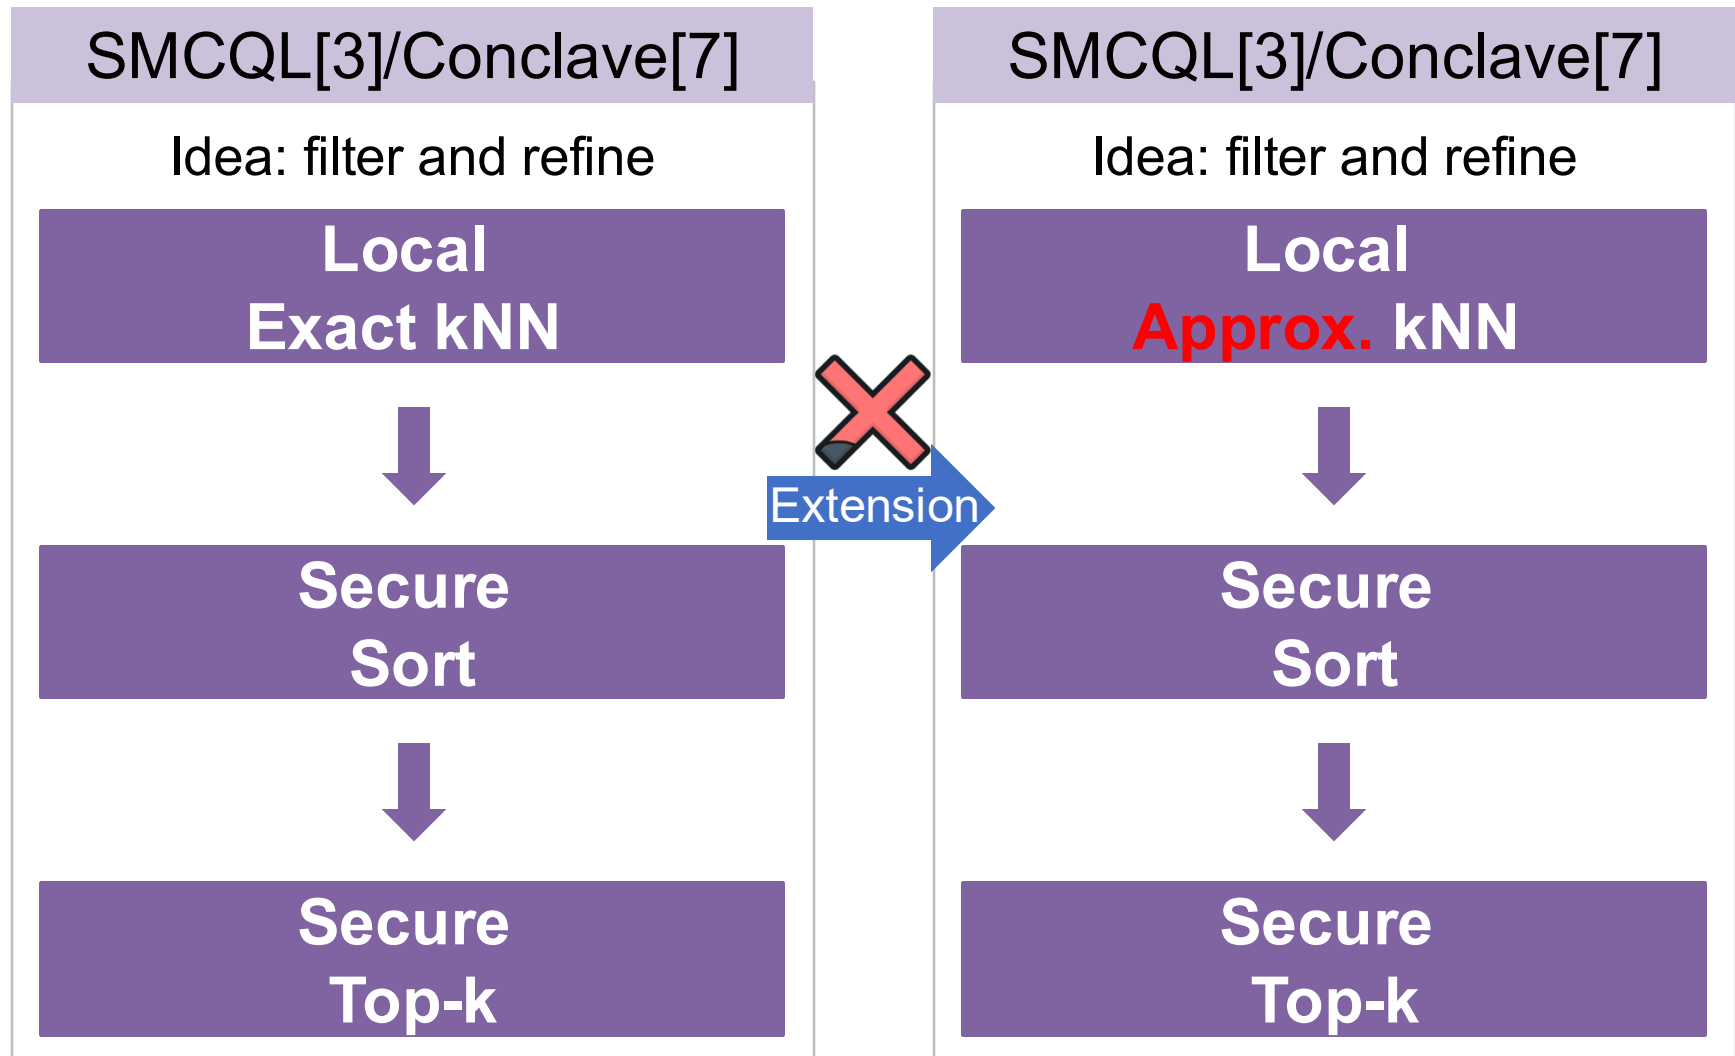 SMCQL[3]/Conclave[7]
Idea: filter and refine
Local
Exact kNN
Secure
Sort
Secure
Top-k
Extension
SMCQL[3]/Conclave[7]
Idea: filter and refine
Local
Approx. kNN
Secure
Sort
Secure
Top-k